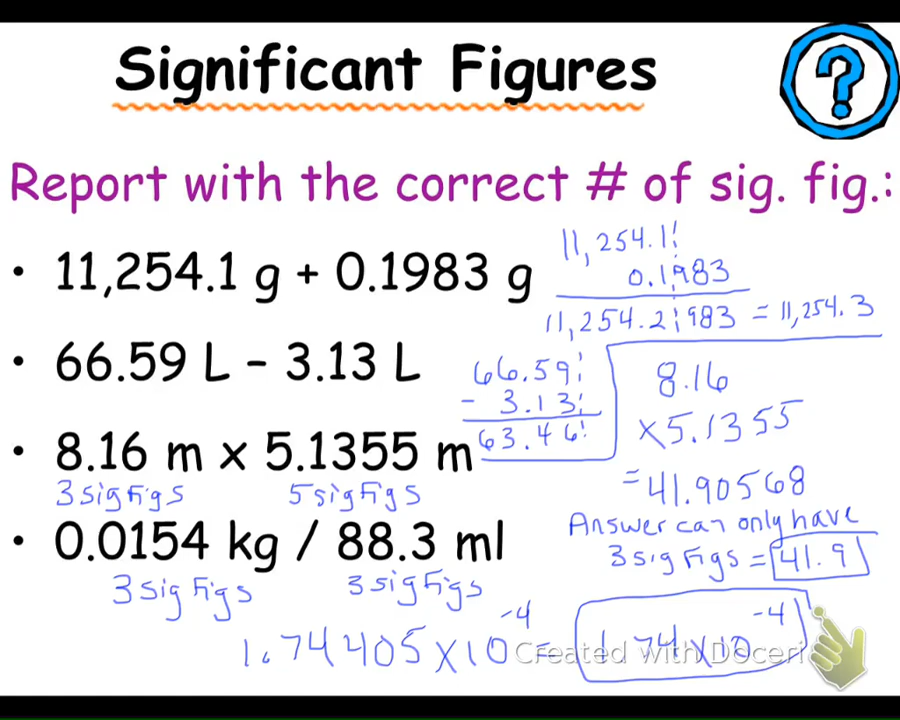 Significant Figures
?
Report with the correct # of sig. fig.:
• 11,254.1 g + 0.1983 g
11,254.1
0.1983
11,254.21983 = 11,254.3
• 66.59 L - 3.13 L
66.59
- 3.13
63.46
8.16
x5.1355
=41.90568
Answer can only have
3 sig figs = 41.9
• 8.16 m x 5.1355 m
3 sig figs
5 sig figs
• 0.0154 kg / 88.3 ml
3 sig figs
3 sig figs
1.74405 x 10⁻⁴ = 1.74 x 10⁻⁴
Created with Doceri